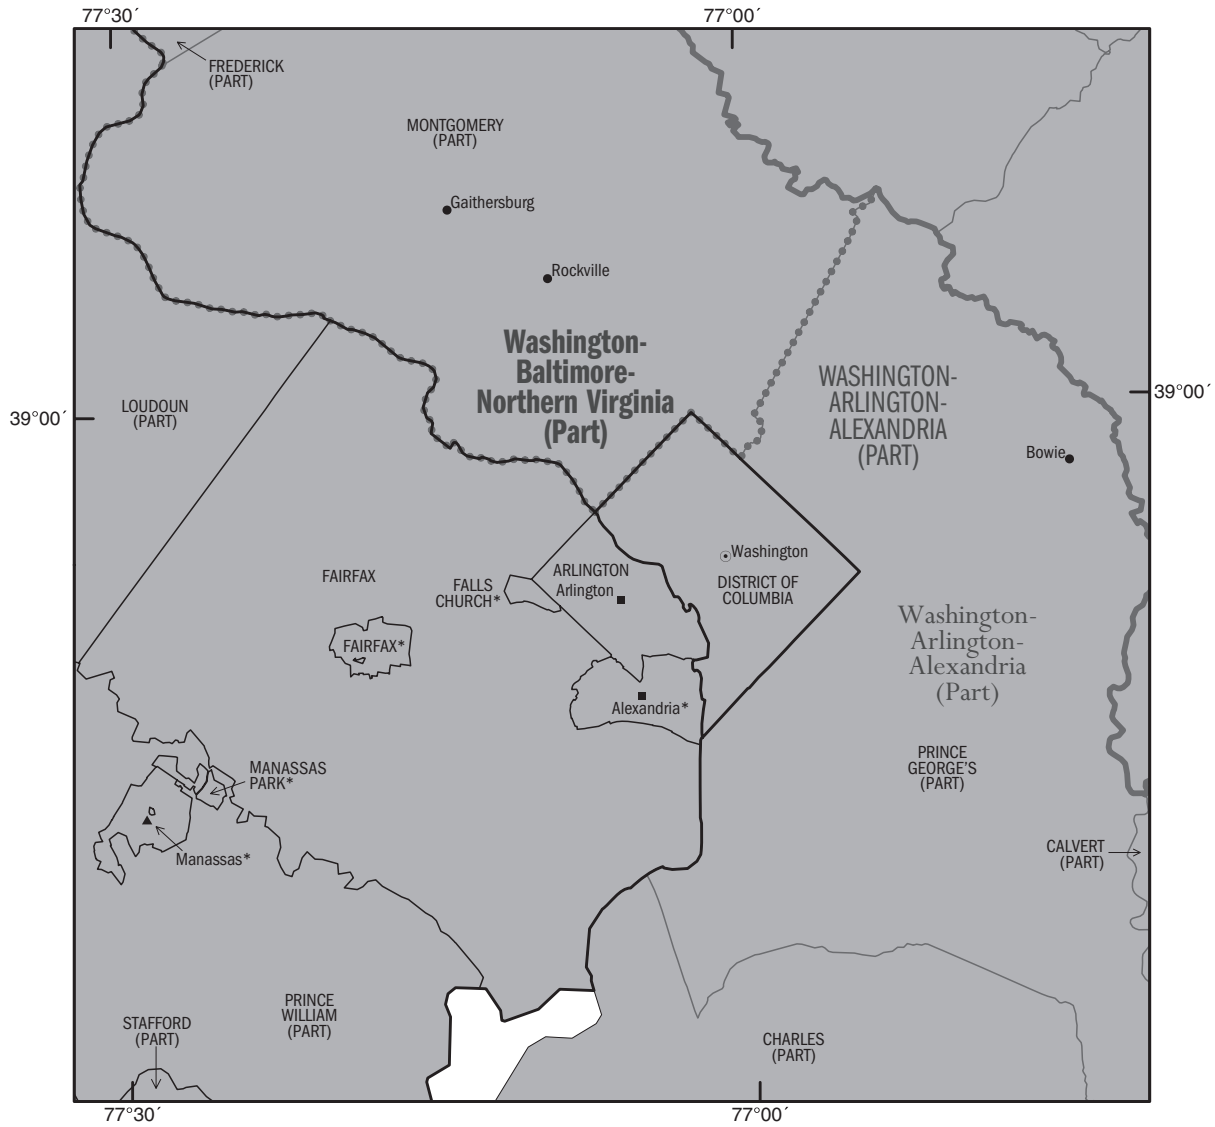 77°30´
77°00´
FREDERICK
(PART)
MONTGOMERY
(PART)
Gaithersburg
Rockville
Washington-
Baltimore-
Northern Virginia
(Part)
WASHINGTON-
ARLINGTON-
ALEXANDRIA
(PART)
39°00´
39°00´
LOUDOUN
(PART)
Bowie
Washington
DISTRICT OF
COLUMBIA
ARLINGTON
Arlington
FAIRFAX
FALLS
CHURCH*
FAIRFAX*
Washington-
Arlington-
Alexandria
(Part)
Alexandria*
PRINCE
GEORGE'S
(PART)
MANASSAS
PARK*
Manassas*
CALVERT
(PART)
PRINCE
WILLIAM
(PART)
STAFFORD
(PART)
CHARLES
(PART)
77°30´
77°00´